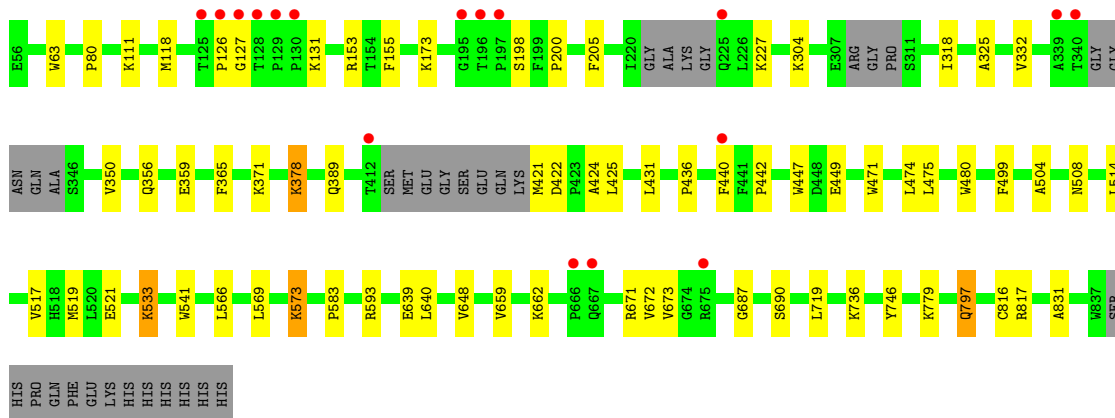 E56 W63 P80 K111 M118 T125 P126 G127 T128 P129 P130 K131 R153 T154 F155 K173 G195 T196 P197 S198 F199 P200 F205 I220 GLY ALA LYS GLY Q225 L226 K227 K304 E307 ARG GLY PRO S311 I318 A325 V332 A339 T340 GLY GLY
ASN GLN ALA S346 V350 Q356 E359 F365 K371 K378 Q389 T412 SER MET GLU GLY SER GLU GLN LYS M421 D422 P423 A424 L425 L431 P436 F440 F441 P442 W447 D448 E449 W471 L474 L475 W480 F499 A504 N508 L514
V517 H518 M519 L520 E521 K533 W541 L566 L569 K573 P583 R593 E639 L640 V648 V659 K662 P666 Q667 R671 V672 V673 G674 R675 G687 S690 L719 K736 Y746 K779 Q797 C816 R817 A831 W837 SER
HIS PRO GLN PHE GLU LYS HIS HIS HIS HIS HIS HIS